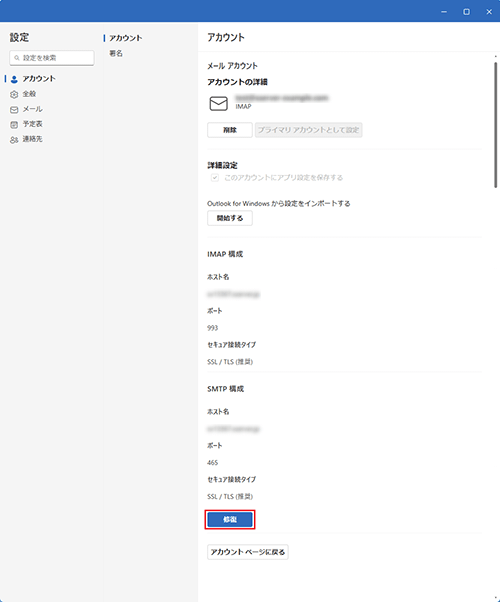 設定
設定を検索
アカウント
全般
メール
予定表
連絡先
アカウント
署名
アカウント
メール アカウント
アカウントの詳細
IMAP
削除
プライマリ アカウントとして設定
詳細設定
このアカウントにアプリ設定を保存する
Outlook for Windows から設定をインポートする
開始する
IMAP 構成
ホスト名
ポート
993
セキュア接続タイプ
SSL / TLS (推奨)
SMTP 構成
ホスト名
ポート
465
セキュア接続タイプ
SSL / TLS (推奨)
修復
アカウント ページに戻る